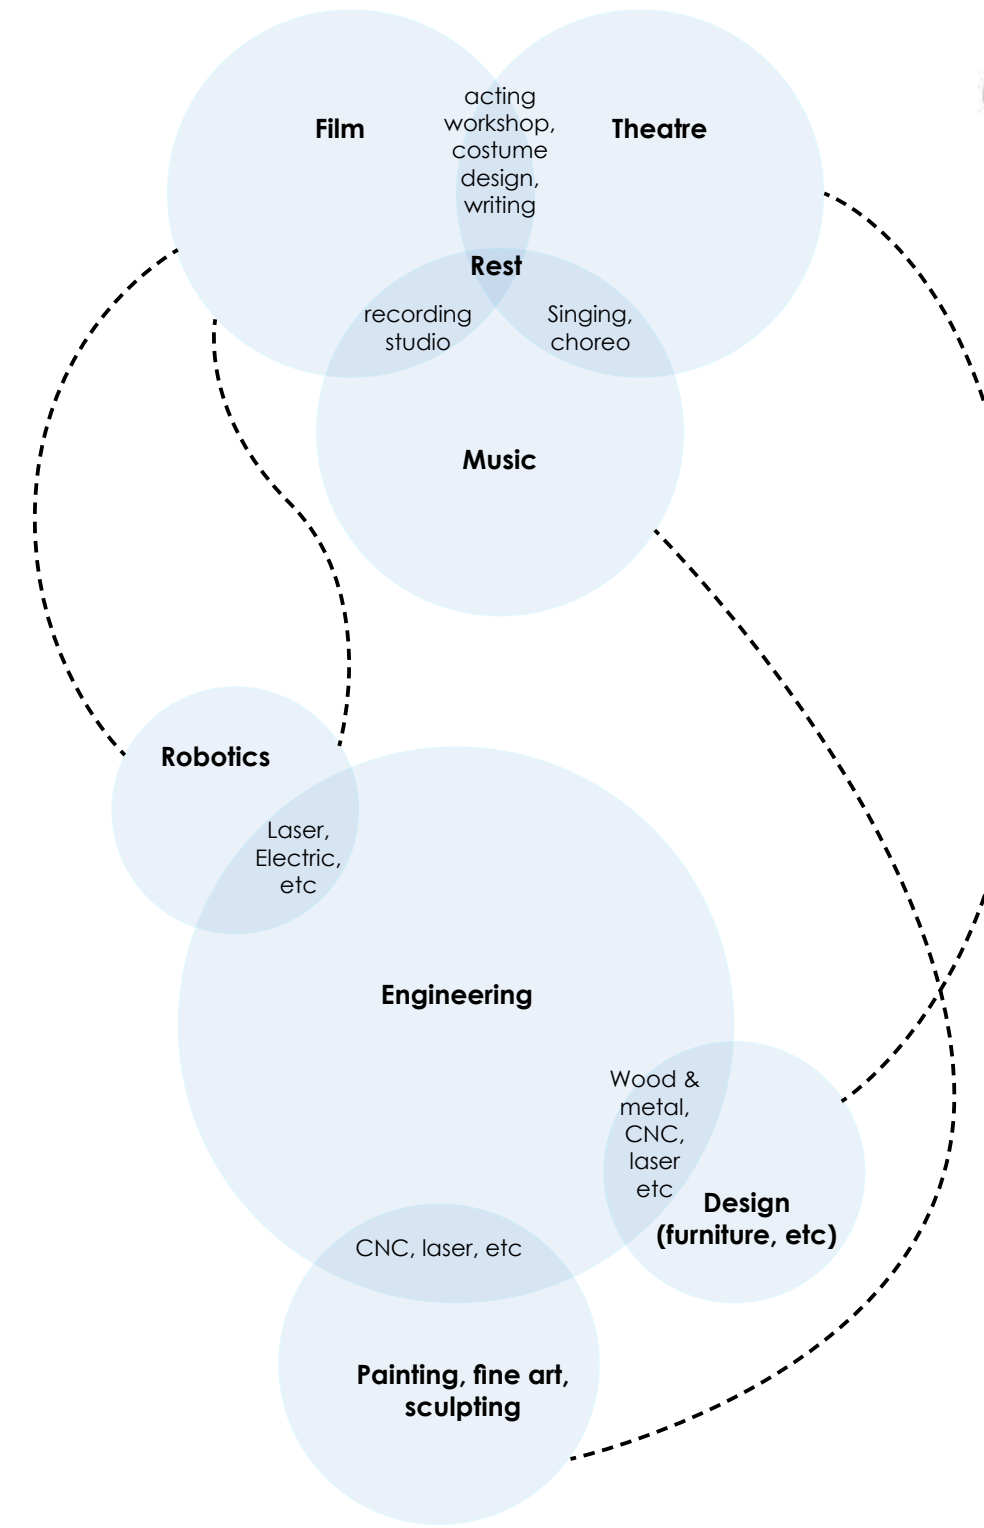 Film
acting
workshop,
costume
design,
writing
Theatre
Rest
recording
studio
Singing,
choreo
Music
Robotics
Laser,
Electric,
etc
Engineering
Wood &
metal,
CNC,
laser
etc
Design
(furniture, etc)
CNC, laser, etc
Painting, fine art,
sculpting